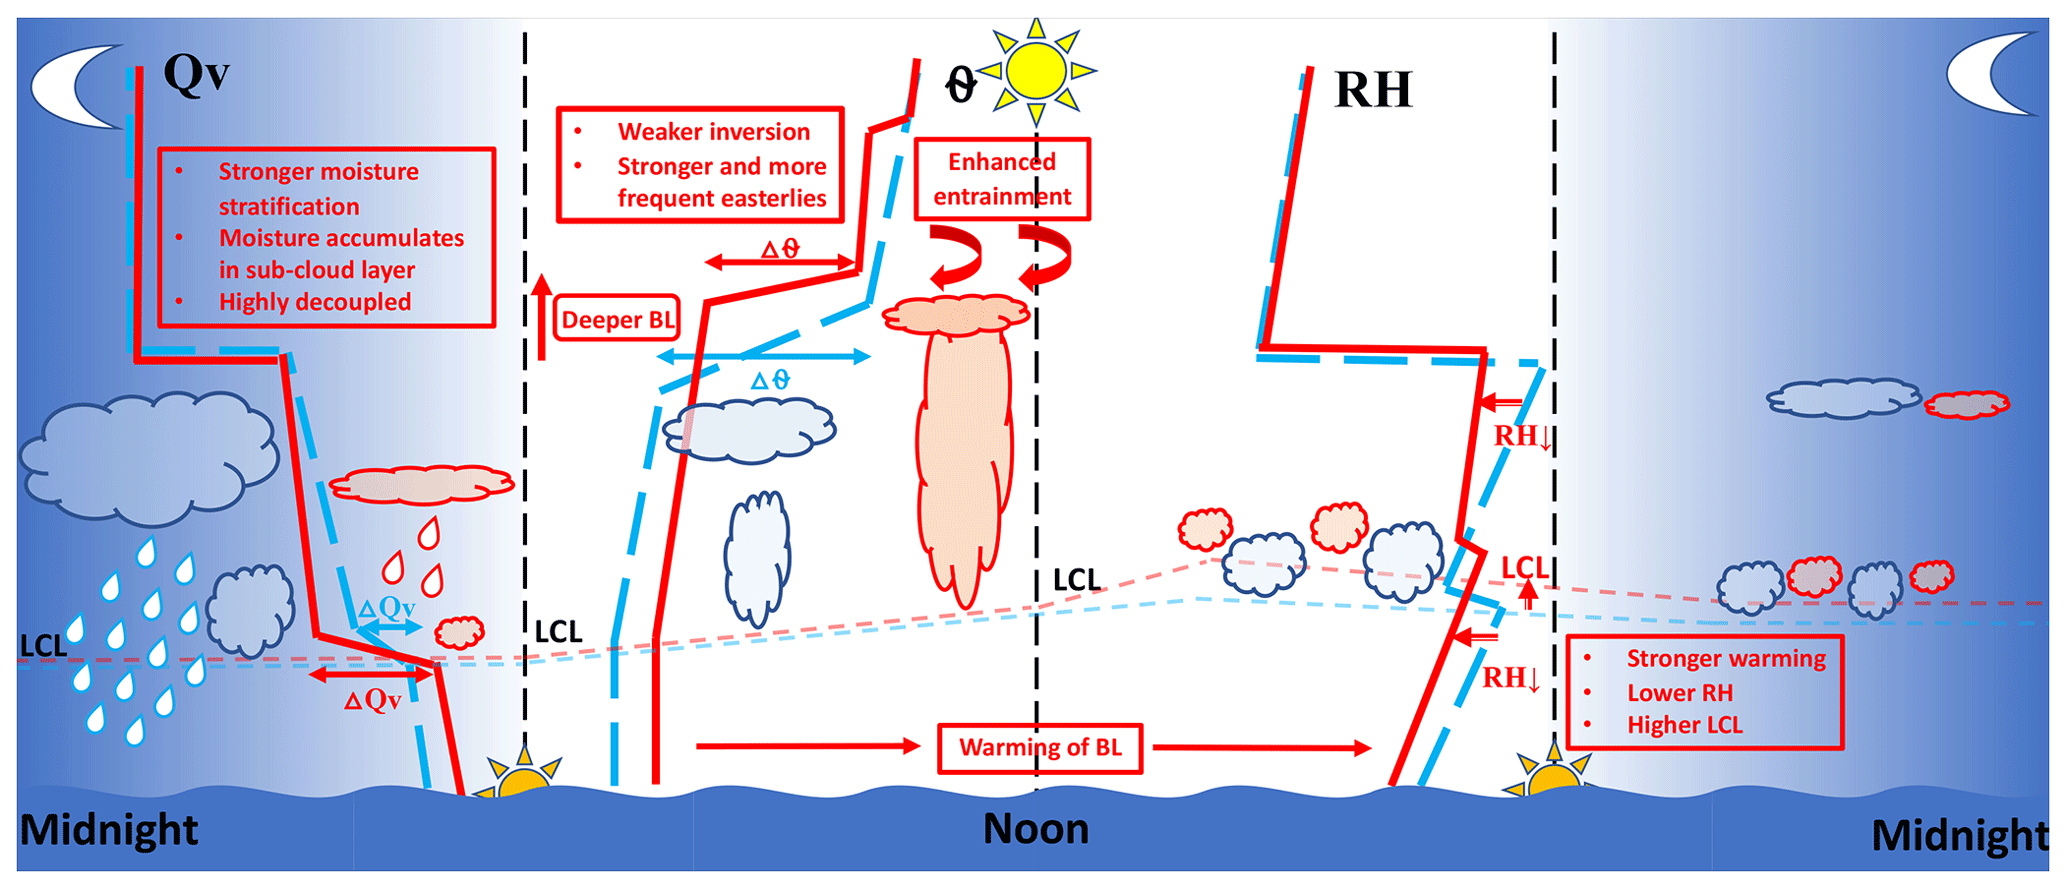 Qv
• Stronger moisture
stratification
• Moisture accumulates
in sub-cloud layer
• Highly decoupled
ΔQv
ΔQv
LCL
• Weaker inversion
• Stronger and more
frequent easterlies
θ
Enhanced
entrainment
Δθ
Deeper BL
Δθ
LCL
LCL
Warming of BL
RH
RH↓
LCL
RH↓
• Stronger warming
• Lower RH
• Higher LCL
Midnight
Noon
Midnight